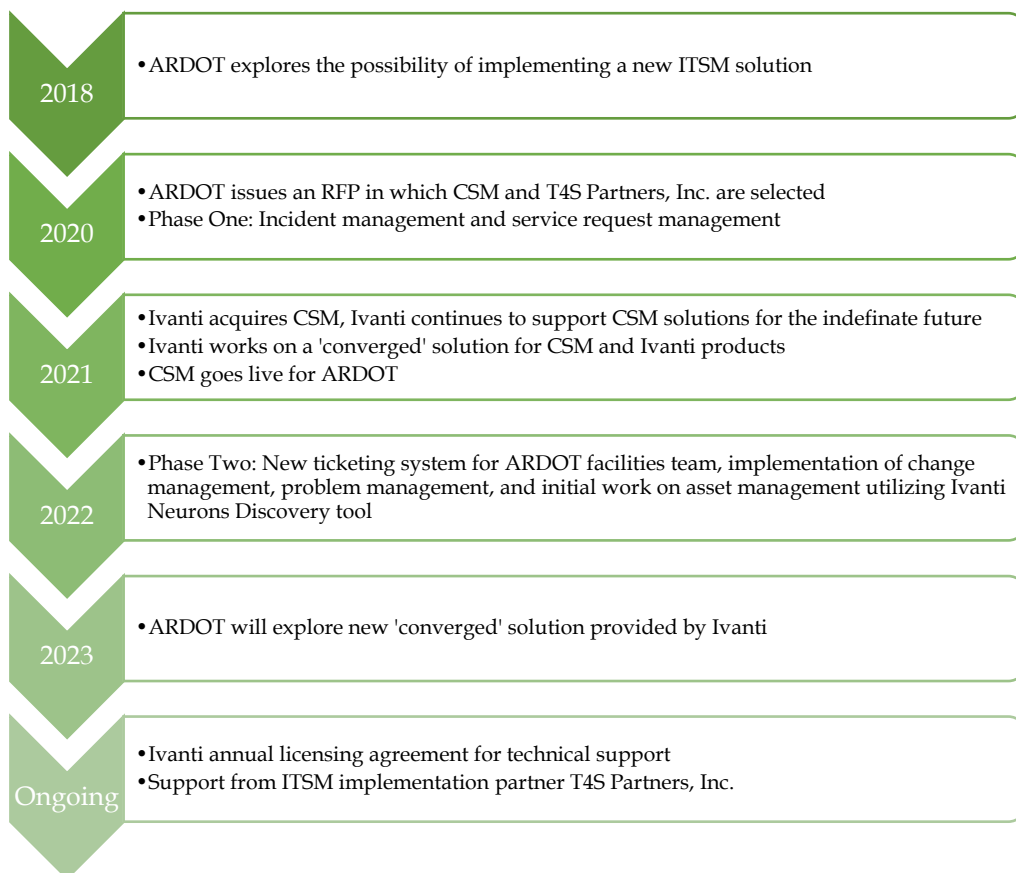 2018
•ARDOT explores the possibility of implementing a new ITSM solution
2020
•ARDOT issues an RFP in which CSM and T4S Partners, Inc. are selected
•Phase One: Incident management and service request management
2021
•Ivanti acquires CSM, Ivanti continues to support CSM solutions for the indefinate future
•Ivanti works on a 'converged' solution for CSM and Ivanti products
•CSM goes live for ARDOT
2022
•Phase Two: New ticketing system for ARDOT facilities team, implementation of change
management, problem management, and initial work on asset management utilizing Ivanti
Neurons Discovery tool
2023
•ARDOT will explore new 'converged' solution provided by Ivanti
Ongoing
•Ivanti annual licensing agreement for technical support
•Support from ITSM implementation partner T4S Partners, Inc.